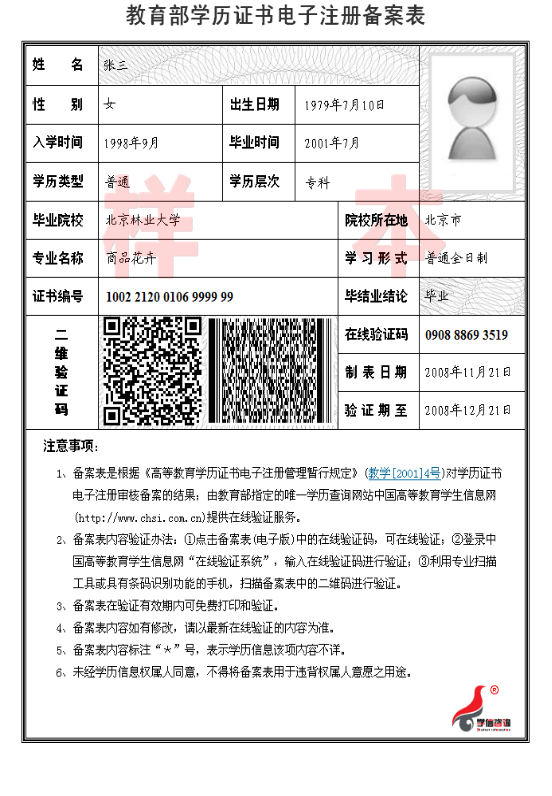 教育部学历证书电子注册备案表
姓 名 张三
性 别 女 出生日期 1979年7月10日
入学时间 1998年9月 毕业时间 2001年7月
学历类型 普通 学历层次 专科
样本
毕业院校 北京林业大学 院校所在地 北京市
专业名称 商品花卉 学习形式 普通全日制
证书编号 1002 2120 0106 9999 99 毕结业结论 毕业
二维验证码 在线验证码 0908 8869 3519
制表日期 2008年11月21日
验证期至 2008年12月21日
注意事项：
1、备案表是根据《高等教育学历证书电子注册管理暂行规定》(教学[2001]4号)对学历证书
电子注册审核备案的结果；由教育部指定的唯一学历查询网站中国高等教育学生信息网
(http://www.chsi.com.cn)提供在线验证服务。
2、备案表内容验证办法：①点击备案表(电子版)中的在线验证码，可在线验证；②登录中
国高等教育学生信息网“在线验证系统”，输入在线验证码进行验证；③利用专业扫描
工具或具有条码识别功能的手机，扫描备案表中的二维码进行验证。
3、备案表在验证有效期内可免费打印和验证。
4、备案表内容如有修改，请以最新在线验证的内容为准。
5、备案表内容标注“＊”号，表示学历信息该项内容不详。
6、未经学历信息权属人同意，不得将备案表用于违背权属人意愿之用途。
®
学信咨询